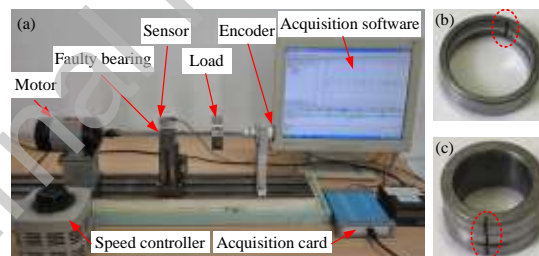 (a)
Sensor
Encoder
Acquisition software
(b)
Faulty bearing
Load
Motor
(c)
Speed controller
Acquisition card